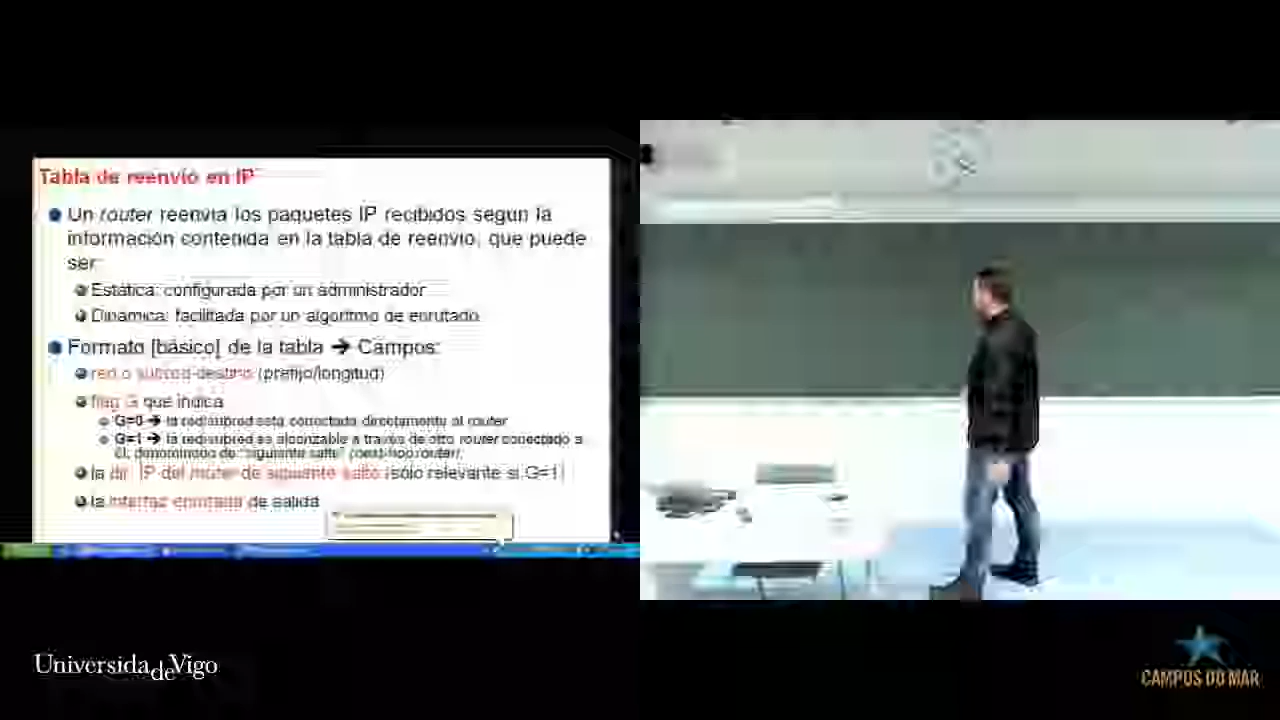 Tabla de reenvío en IP
Un router reenvía los paquetes IP recibidos según la
información contenida en la tabla de reenvío, que puede
ser
Estática: configurada por un administrador
Dinámica: facilitada por un algoritmo de enrutado
Formato [básico] de la tabla ➔ Campos:
red o subred destino (prefijo/longitud)
flag G que indica
G=0 ➔ la red/subred está conectada directamente al router
G=1 ➔ la red/subred es alcanzable a través de otro router conectado a
él, denominado de "siguiente salto" (next-hop router).
la dir. IP del router de siguiente salto (sólo relevante si G=1)
la interfaz enrutada de salida
Universidade Vigo
CAMPOS DO MAR